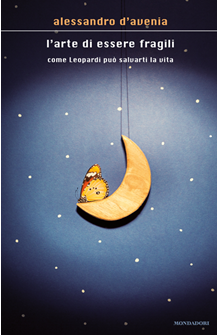 alessandro d'avenia
l'arte di essere fragili
come Leopardi può salvarti la vita
MONDADORI